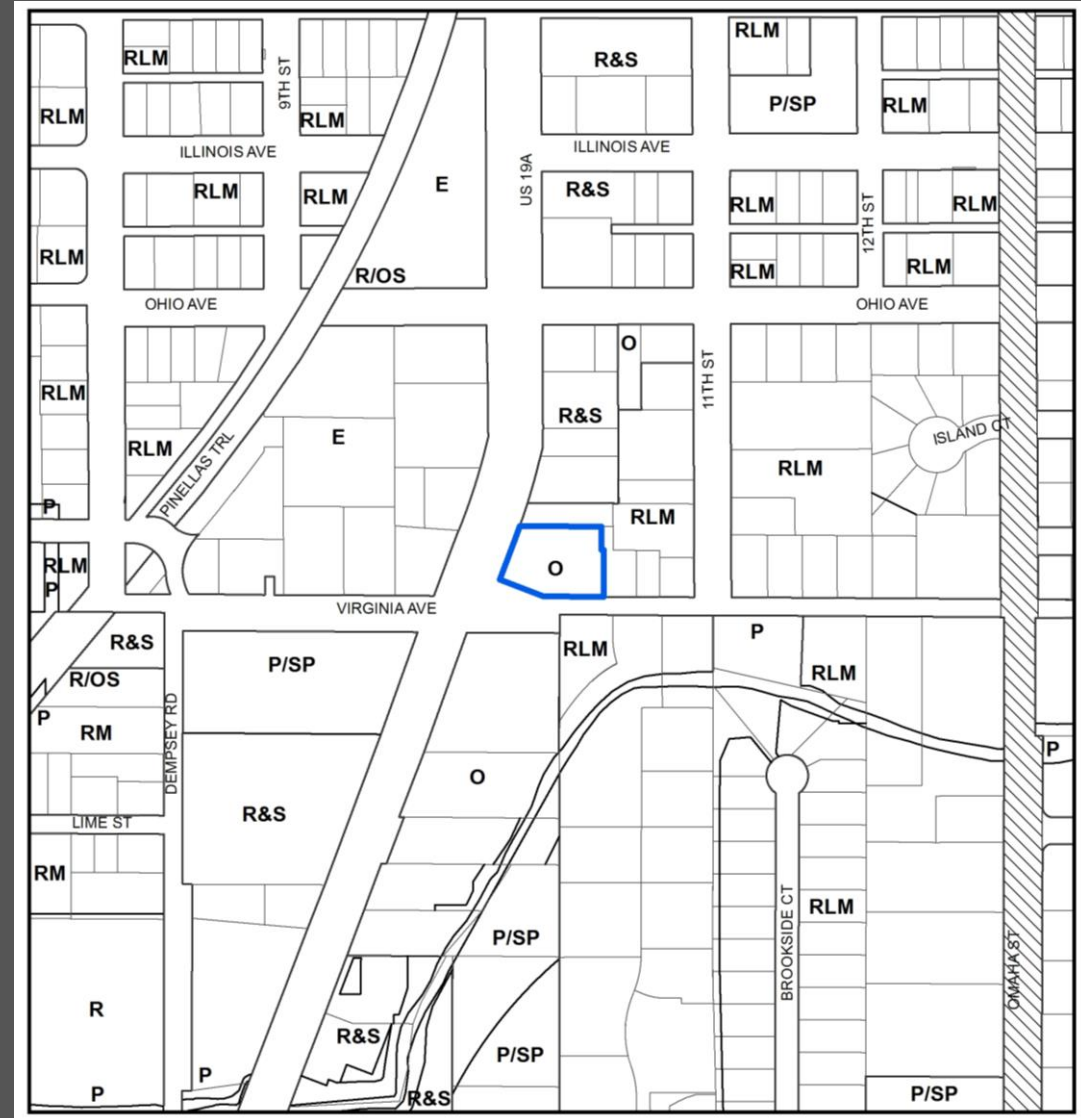 RLM
9TH ST
R&S
RLM
RLM
RLM
P/SP
RLM
ILLINOIS AVE
ILLINOIS AVE
RLM
RLM
E
US 19A
R&S
RLM
12TH ST
RLM
RLM
R/OS
RLM
RLM
OHIO AVE
OHIO AVE
RLM
O
11TH ST
R&S
RLM
E
ISLAND CT
RLM
PINELLAS TRL
P
RLM
RLM
O
P
VIRGINIA AVE
R&S
P/SP
RLM
P
RLM
R/OS
P
RM
DEMPSEY RD
O
P
R&S
LIME ST
RM
RLM
BROOKSIDE CT
P/SP
OMAHA ST
R
R&S
P/SP
P
P
R&S
P/SP